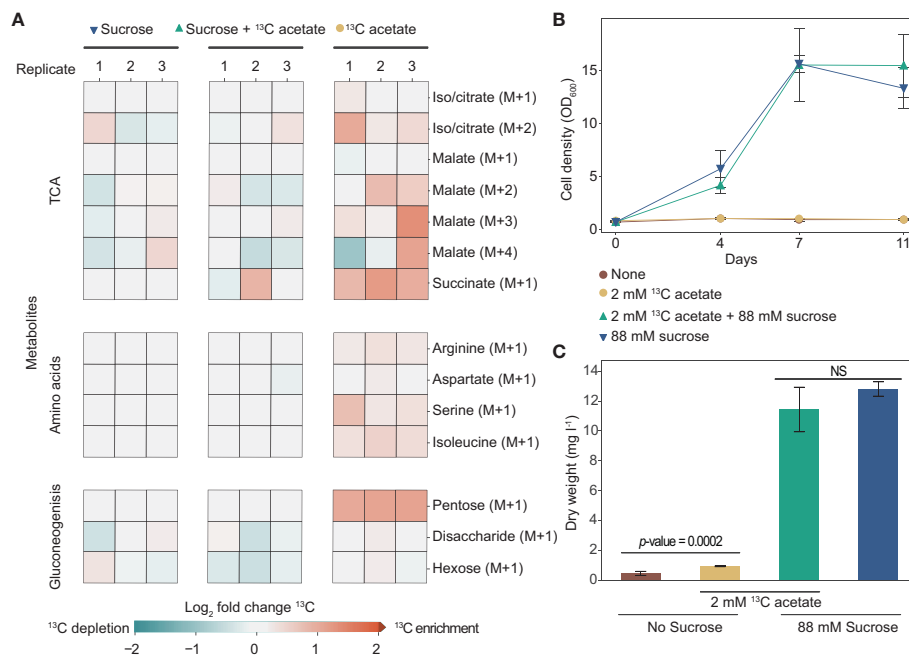 A
Sucrose
Sucrose + ¹³C acetate
¹³C acetate
Replicate
1 2 3
1 2 3
1 2 3
Metabolites
TCA
Iso/citrate (M+1)
Iso/citrate (M+2)
Malate (M+1)
Malate (M+2)
Malate (M+3)
Malate (M+4)
Succinate (M+1)
Amino acids
Arginine (M+1)
Aspartate (M+1)
Serine (M+1)
Isoleucine (M+1)
Gluconeogenisis
Pentose (M+1)
Disaccharide (M+1)
Hexose (M+1)
Log₂ fold change ¹³C
¹³C depletion
¹³C enrichment
−2 −1 0 1 2
B
Cell density (OD₆₀₀)
15
10
5
0
0 4 7 11
Days
None
2 mM ¹³C acetate
2 mM ¹³C acetate + 88 mM sucrose
88 mM sucrose
C
Dry weight (mg l⁻¹)
14
12
10
8
6
4
2
0
NS
p-value = 0.0002
2 mM ¹³C acetate
No Sucrose
88 mM Sucrose